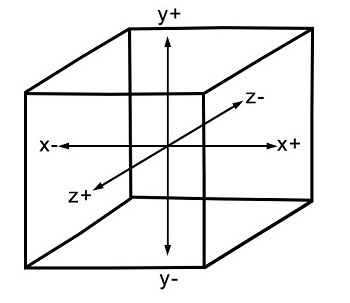 y+
z-
x-
x+
z+
y-